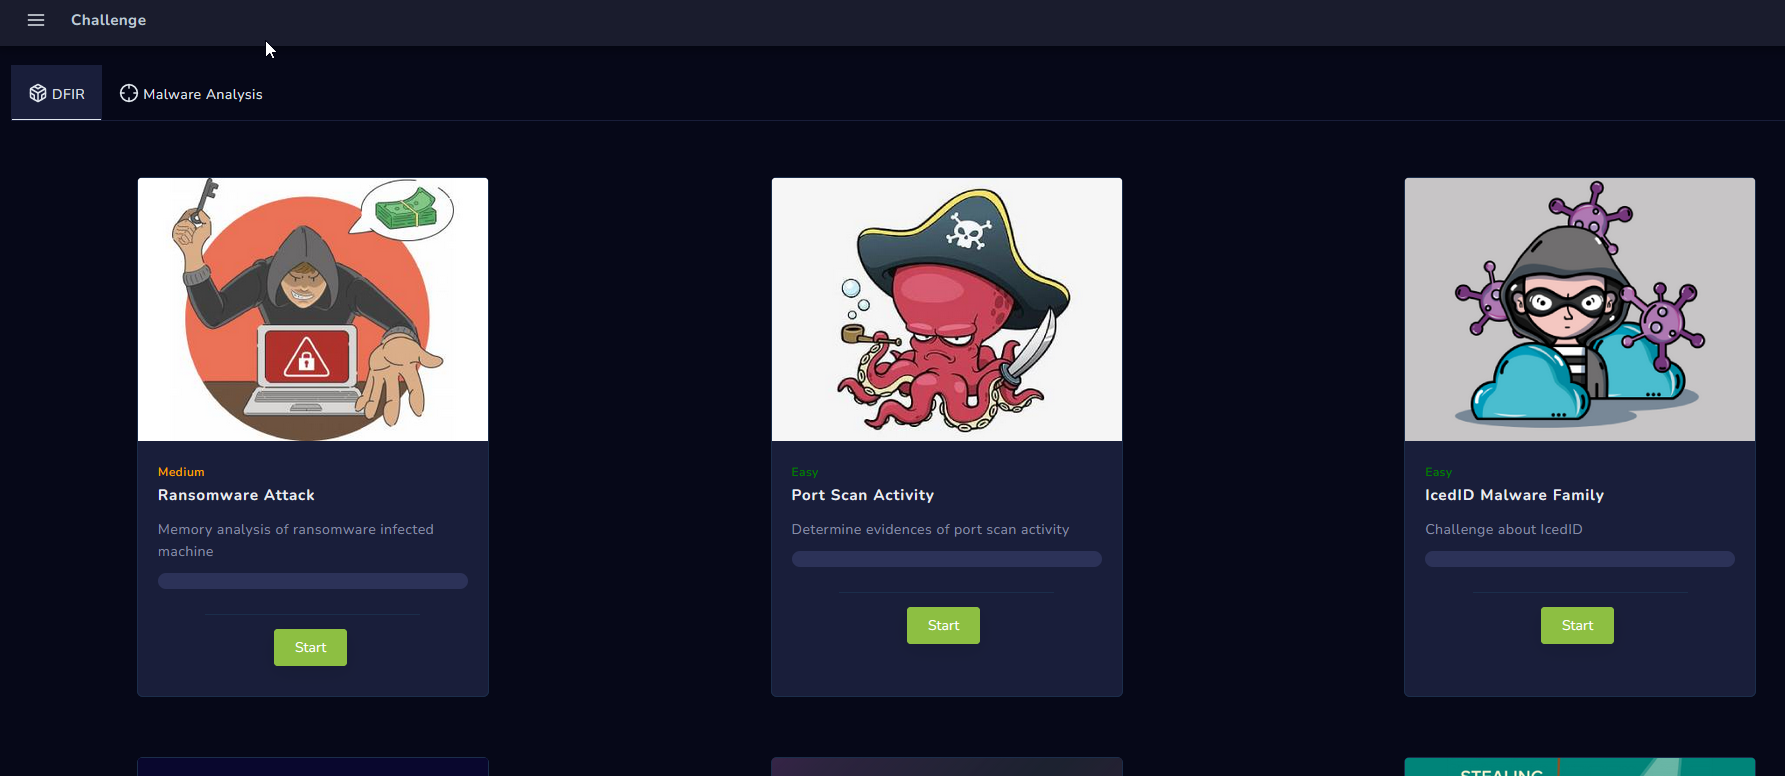 Challenge
DFIR
Malware Analysis
Medium
Ransomware Attack
Memory analysis of ransomware infected
machine
Start
Easy
Port Scan Activity
Determine evidences of port scan activity
Start
Easy
IcedID Malware Family
Challenge about IcedID
Start
STEALING